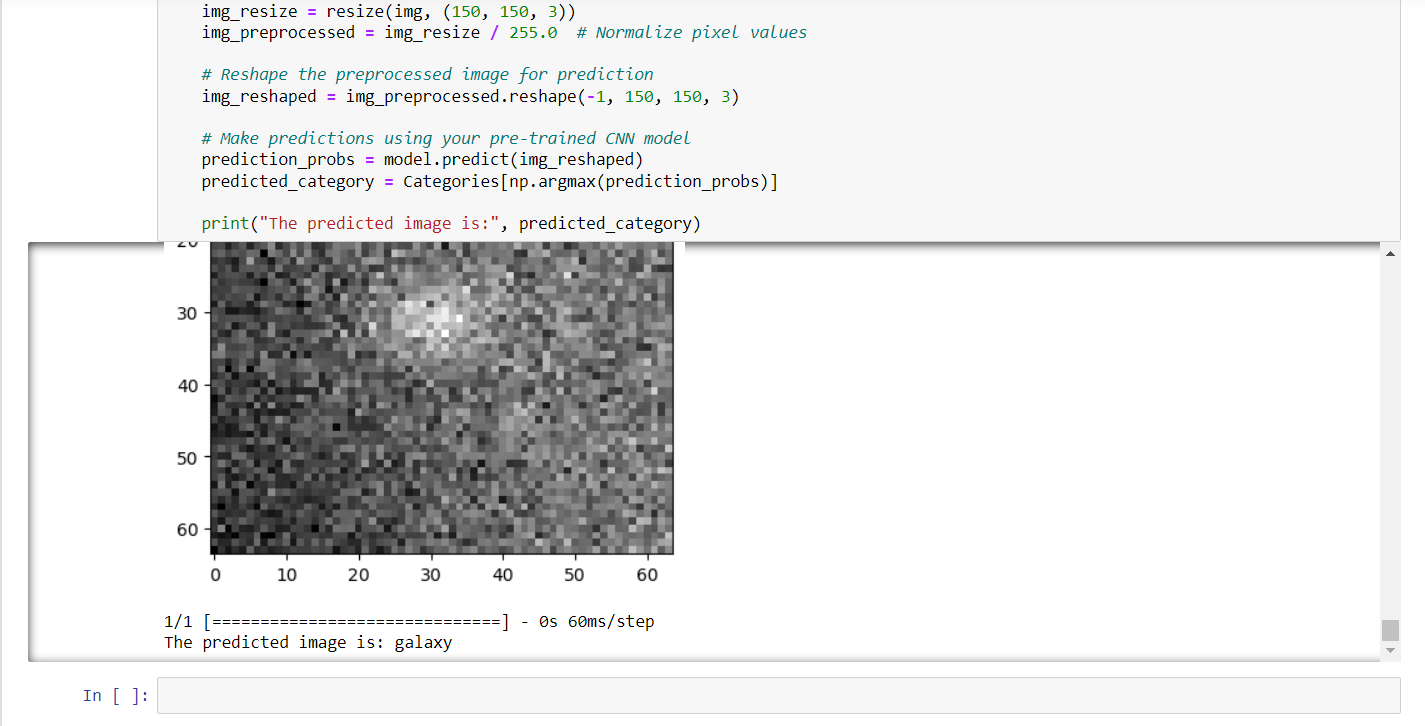 img_resize = resize(img, (150, 150, 3))
img_preprocessed = img_resize / 255.0  # Normalize pixel values
# Reshape the preprocessed image for prediction
img_reshaped = img_preprocessed.reshape(-1, 150, 150, 3)
# Make predictions using your pre-trained CNN model
prediction_probs = model.predict(img_reshaped)
predicted_category = Categories[np.argmax(prediction_probs)]
print("The predicted image is:", predicted_category)
20
30
40
50
60
0 10 20 30 40 50 60
1/1 [==============================] - 0s 60ms/step
The predicted image is: galaxy
In [ ]: